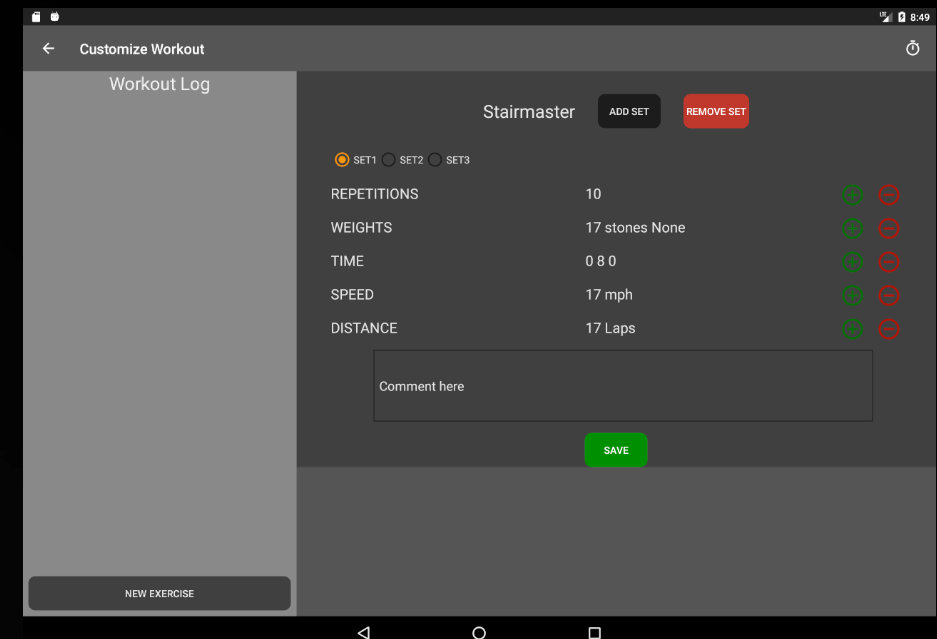 LTE 8:49
Customize Workout
Workout Log
Stairmaster ADD SET REMOVE SET
SET1 SET2 SET3
REPETITIONS 10
WEIGHTS 17 stones None
TIME 0 8 0
SPEED 17 mph
DISTANCE 17 Laps
Comment here
SAVE
NEW EXERCISE